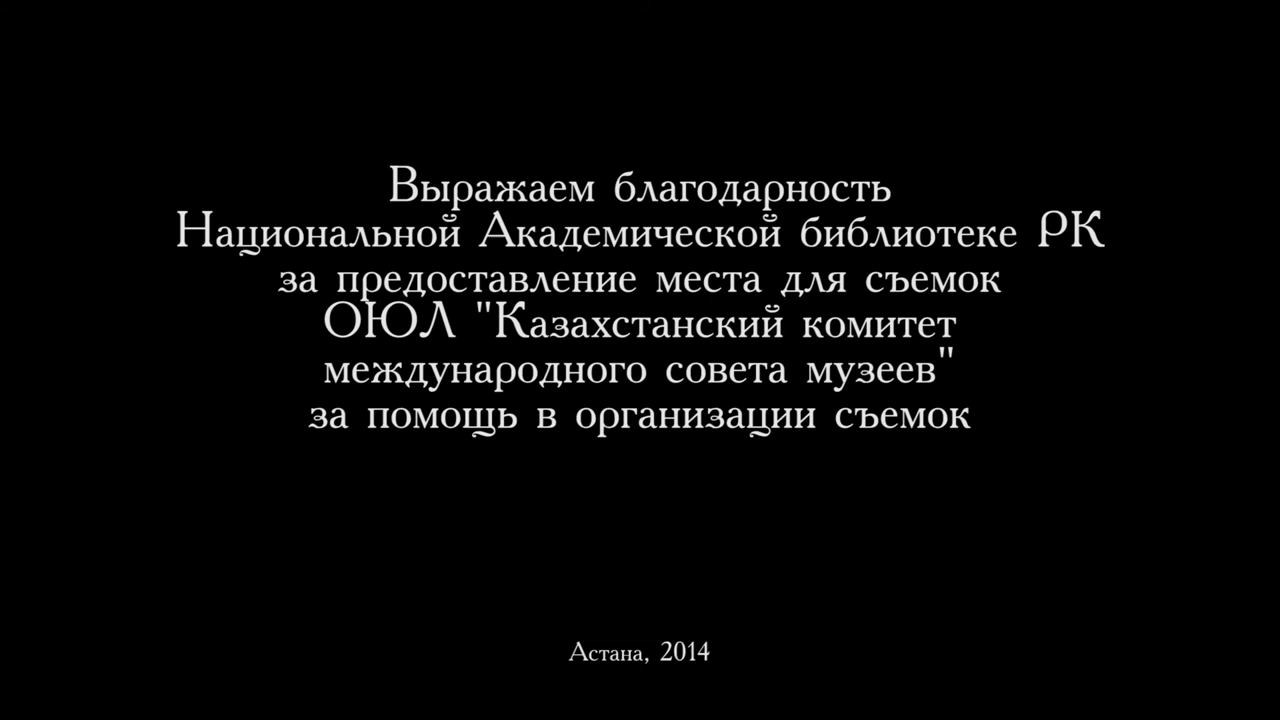 Выражаем благодарность
Национальной Академической библиотеке РК
за предоставление места для съемок
ОЮЛ "Казахстанский комитет
международного совета музеев"
за помощь в организации съемок
Астана, 2014